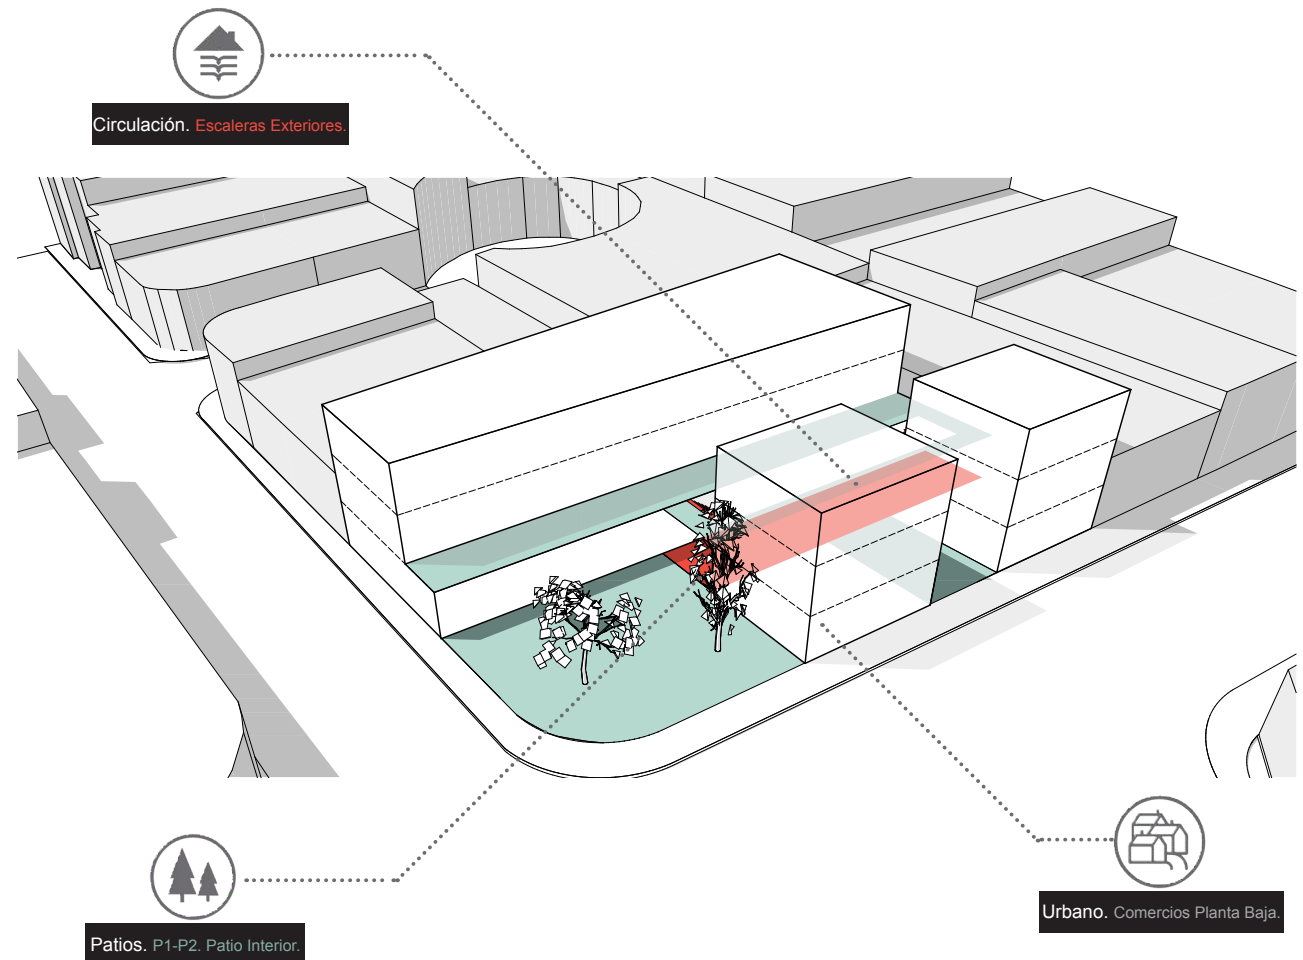 Circulación. Escaleras Exteriores.
Patios. P1-P2. Patio Interior.
Urbano. Comercios Planta Baja.